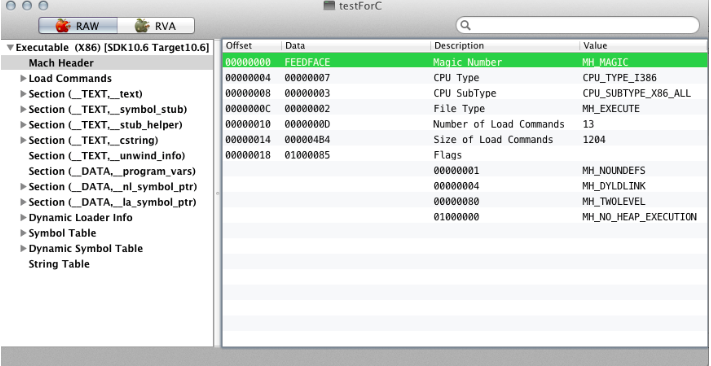 testForC
RAW RVA
Executable (X86) [SDK10.6 Target10.6]
Mach Header
Load Commands
Section (__TEXT,__text)
Section (__TEXT,__symbol_stub)
Section (__TEXT,__stub_helper)
Section (__TEXT,__cstring)
Section (__TEXT,__unwind_info)
Section (__DATA,__program_vars)
Section (__DATA,__nl_symbol_ptr)
Section (__DATA,__la_symbol_ptr)
Dynamic Loader Info
Symbol Table
Dynamic Symbol Table
String Table
Offset Data Description Value
00000000 FEEDFACE Magic Number MH_MAGIC
00000004 00000007 CPU Type CPU_TYPE_I386
00000008 00000003 CPU SubType CPU_SUBTYPE_X86_ALL
0000000C 00000002 File Type MH_EXECUTE
00000010 0000000D Number of Load Commands 13
00000014 000004B4 Size of Load Commands 1204
00000018 01000085 Flags
00000001 MH_NOUNDEFS
00000004 MH_DYLDLINK
00000080 MH_TWOLEVEL
01000000 MH_NO_HEAP_EXECUTION